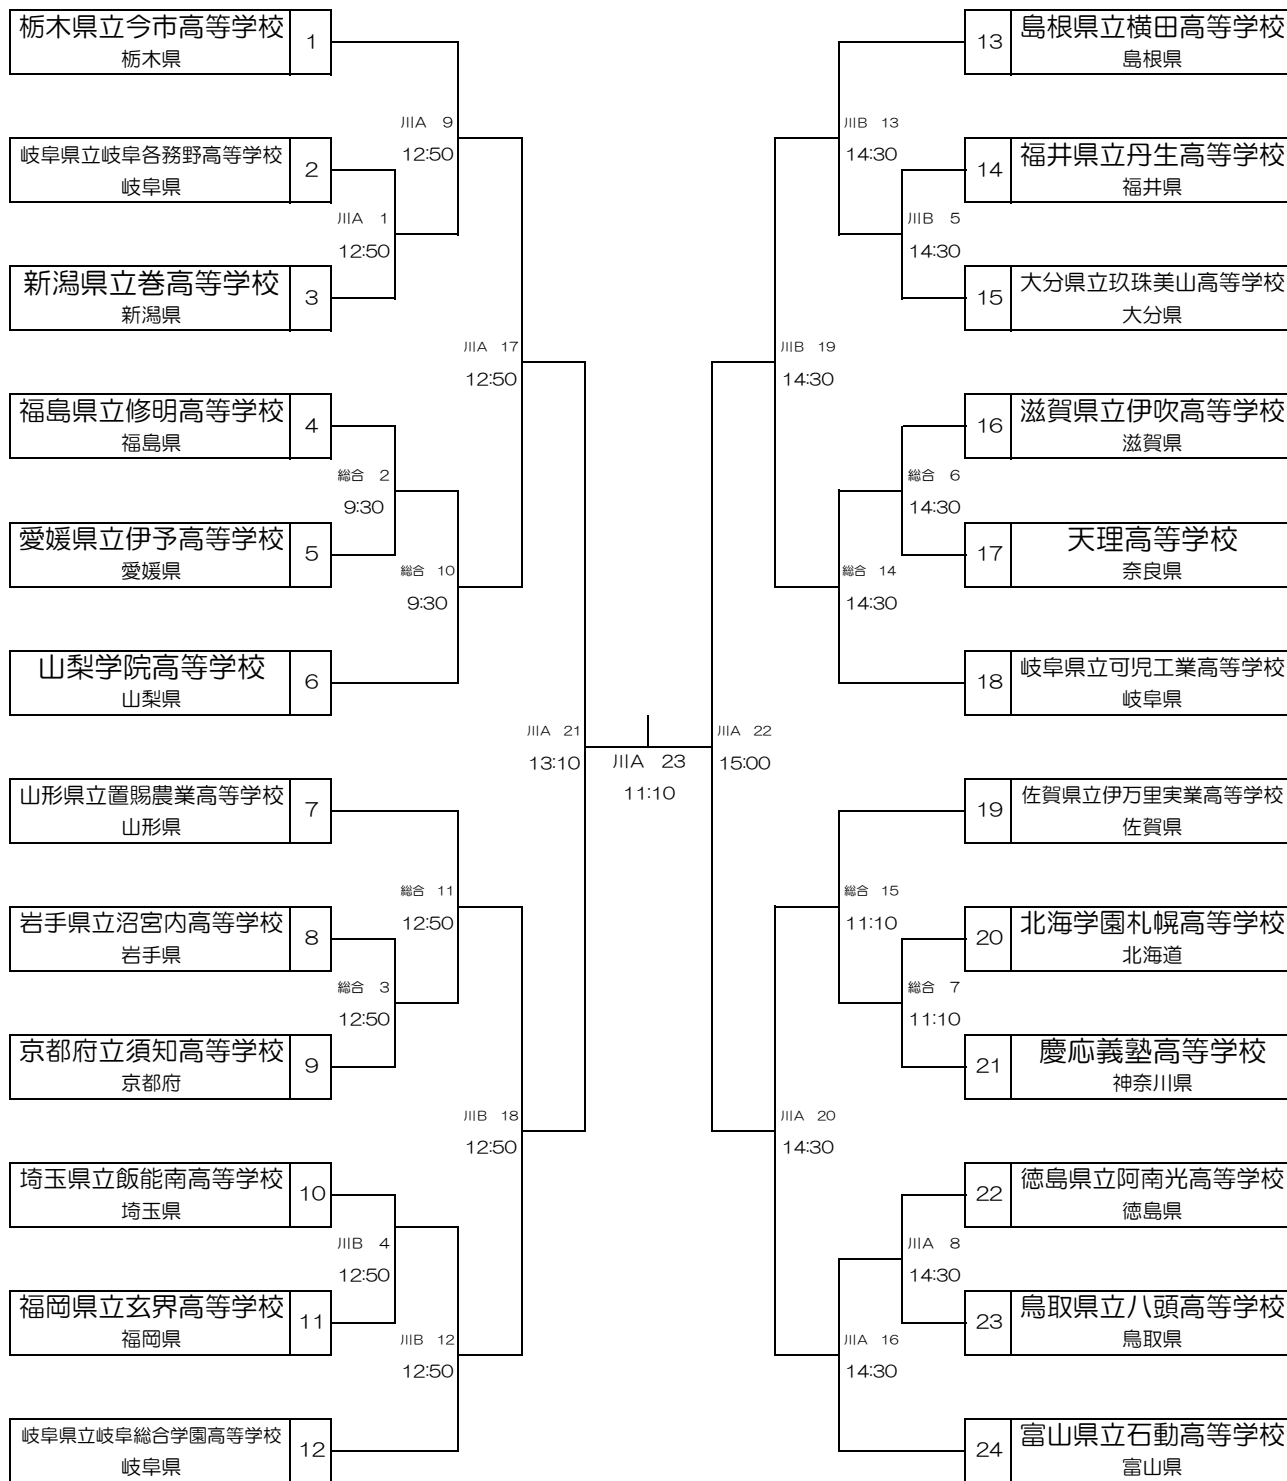 栃木県立今市高等学校
栃木県
1
川A 9
12:50
岐阜県立岐阜各務野高等学校
岐阜県
2
川A 1
12:50
新潟県立巻高等学校
新潟県
3
川A 17
12:50
福島県立修明高等学校
福島県
4
総合 2
9:30
愛媛県立伊予高等学校
愛媛県
5
総合 10
9:30
山梨学院高等学校
山梨県
6
川A 21
13:10
山形県立置賜農業高等学校
山形県
7
総合 11
12:50
岩手県立沼宮内高等学校
岩手県
8
総合 3
12:50
京都府立須知高等学校
京都府
9
川B 18
12:50
埼玉県立飯能南高等学校
埼玉県
10
川B 4
12:50
福岡県立玄界高等学校
福岡県
11
川B 12
12:50
岐阜県立岐阜総合学園高等学校
岐阜県
12
川A 23
11:10
13
島根県立横田高等学校
島根県
川B 13
14:30
14
福井県立丹生高等学校
福井県
川B 5
14:30
15
大分県立玖珠美山高等学校
大分県
川B 19
14:30
16
滋賀県立伊吹高等学校
滋賀県
総合 6
14:30
17
天理高等学校
奈良県
総合 14
14:30
18
岐阜県立可児工業高等学校
岐阜県
川A 22
15:00
19
佐賀県立伊万里実業高等学校
佐賀県
総合 15
11:10
20
北海学園札幌高等学校
北海道
総合 7
11:10
21
慶応義塾高等学校
神奈川県
川A 20
14:30
22
徳島県立阿南光高等学校
徳島県
川A 8
14:30
23
鳥取県立八頭高等学校
鳥取県
川A 16
14:30
24
富山県立石動高等学校
富山県